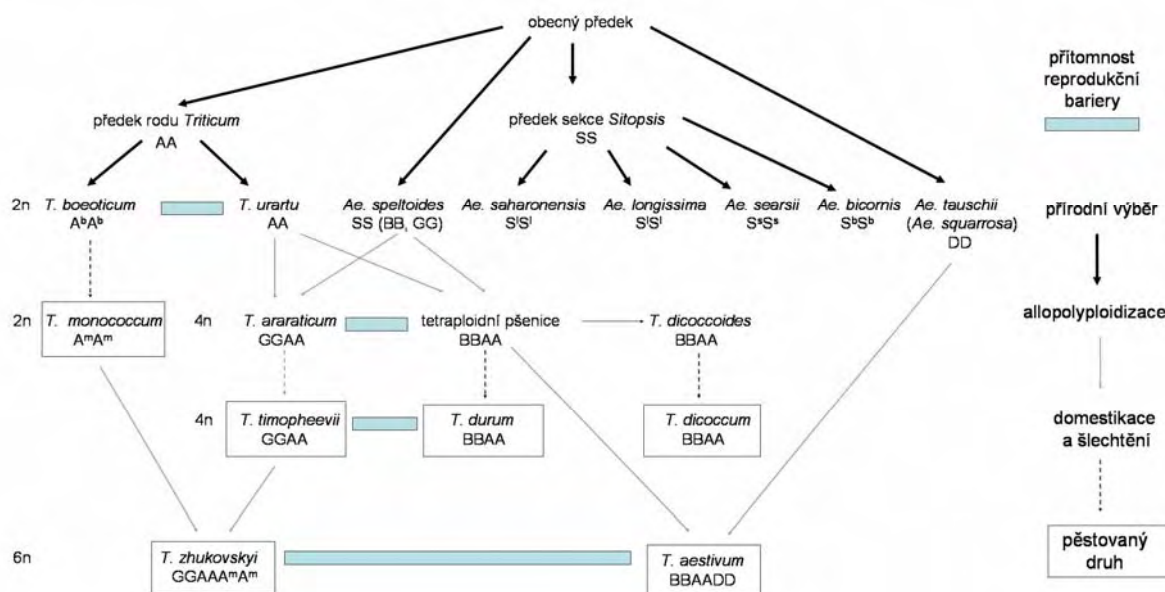 obecný předek
přítomnost
reprodukční
bariery
předek rodu Triticum
AA
předek sekce Sitopsis
SS
2n
T. boeoticum
AᵇAᵇ
T. urartu
AA
Ae. speltoides
SS (BB, GG)
Ae. saharonensis
SˡSˡ
Ae. longissima
SˡSˡ
Ae. searsii
SˢSˢ
Ae. bicornis
SᵇSᵇ
Ae. tauschii
(Ae. squarrosa)
DD
přírodní výběr
2n
T. monococcum
AᵐAᵐ
4n
T. araraticum
GGAA
tetraploidní pšenice
BBAA
T. dicoccoides
BBAA
allopolyploidizace
4n
T. timopheevii
GGAA
T. durum
BBAA
T. dicoccum
BBAA
domestikace
a šlechtění
6n
T. zhukovskyi
GGAAAᵐAᵐ
T. aestivum
BBAADD
pěstovaný
druh